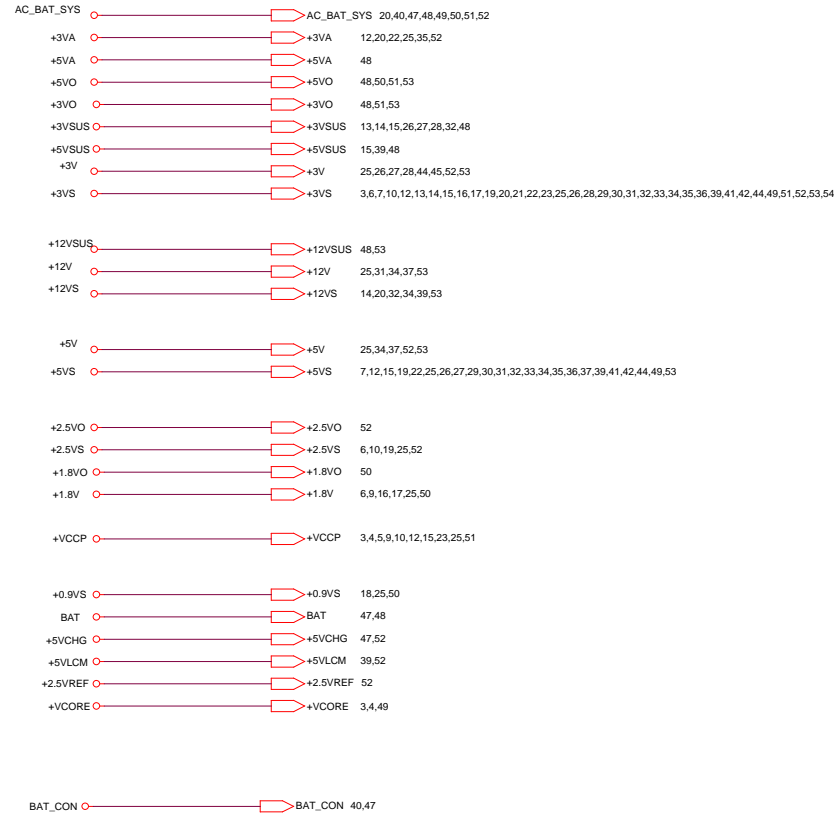 AC_BAT_SYS AC_BAT_SYS 20,40,47,48,49,50,51,52
+3VA +3VA 12,20,22,25,35,52
+5VA +5VA 48
+5VO +5VO 48,50,51,53
+3VO +3VO 48,51,53
+3VSUS +3VSUS 13,14,15,26,27,28,32,48
+5VSUS +5VSUS 15,39,48
+3V +3V 25,26,27,28,44,45,52,53
+3VS +3VS 3,6,7,10,12,13,14,15,16,17,19,20,21,22,23,25,26,28,29,30,31,32,33,34,35,36,39,41,42,44,49,51,52,53,54
+12VSUS +12VSUS 48,53
+12V +12V 25,31,34,37,53
+12VS +12VS 14,20,32,34,39,53
+5V +5V 25,34,37,52,53
+5VS +5VS 7,12,15,19,22,25,26,27,29,30,31,32,33,34,35,36,37,39,41,42,44,49,53
+2.5VO +2.5VO 52
+2.5VS +2.5VS 6,10,19,25,52
+1.8VO +1.8VO 50
+1.8V +1.8V 6,9,16,17,25,50
+VCCP +VCCP 3,4,5,9,10,12,15,23,25,51
+0.9VS +0.9VS 18,25,50
BAT BAT 47,48
+5VCHG +5VCHG 47,52
+5VLCM +5VLCM 39,52
+2.5VREF +2.5VREF 52
+VCORE +VCORE 3,4,49
BAT_CON BAT_CON 40,47